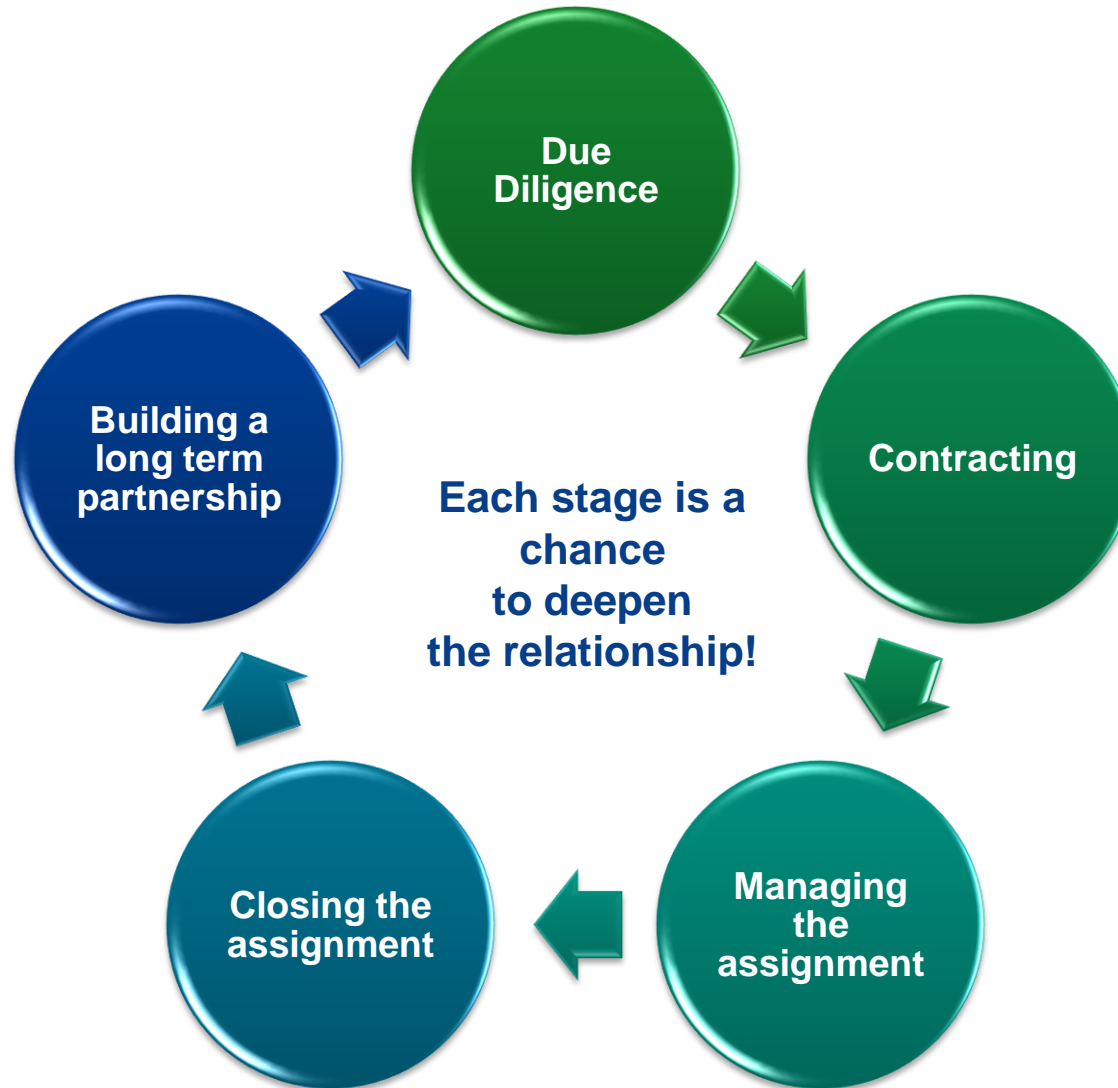 Due
Diligence
Contracting
Managing
the
assignment
Closing the
assignment
Building a
long term
partnership
Each stage is a
chance
to deepen
the relationship!